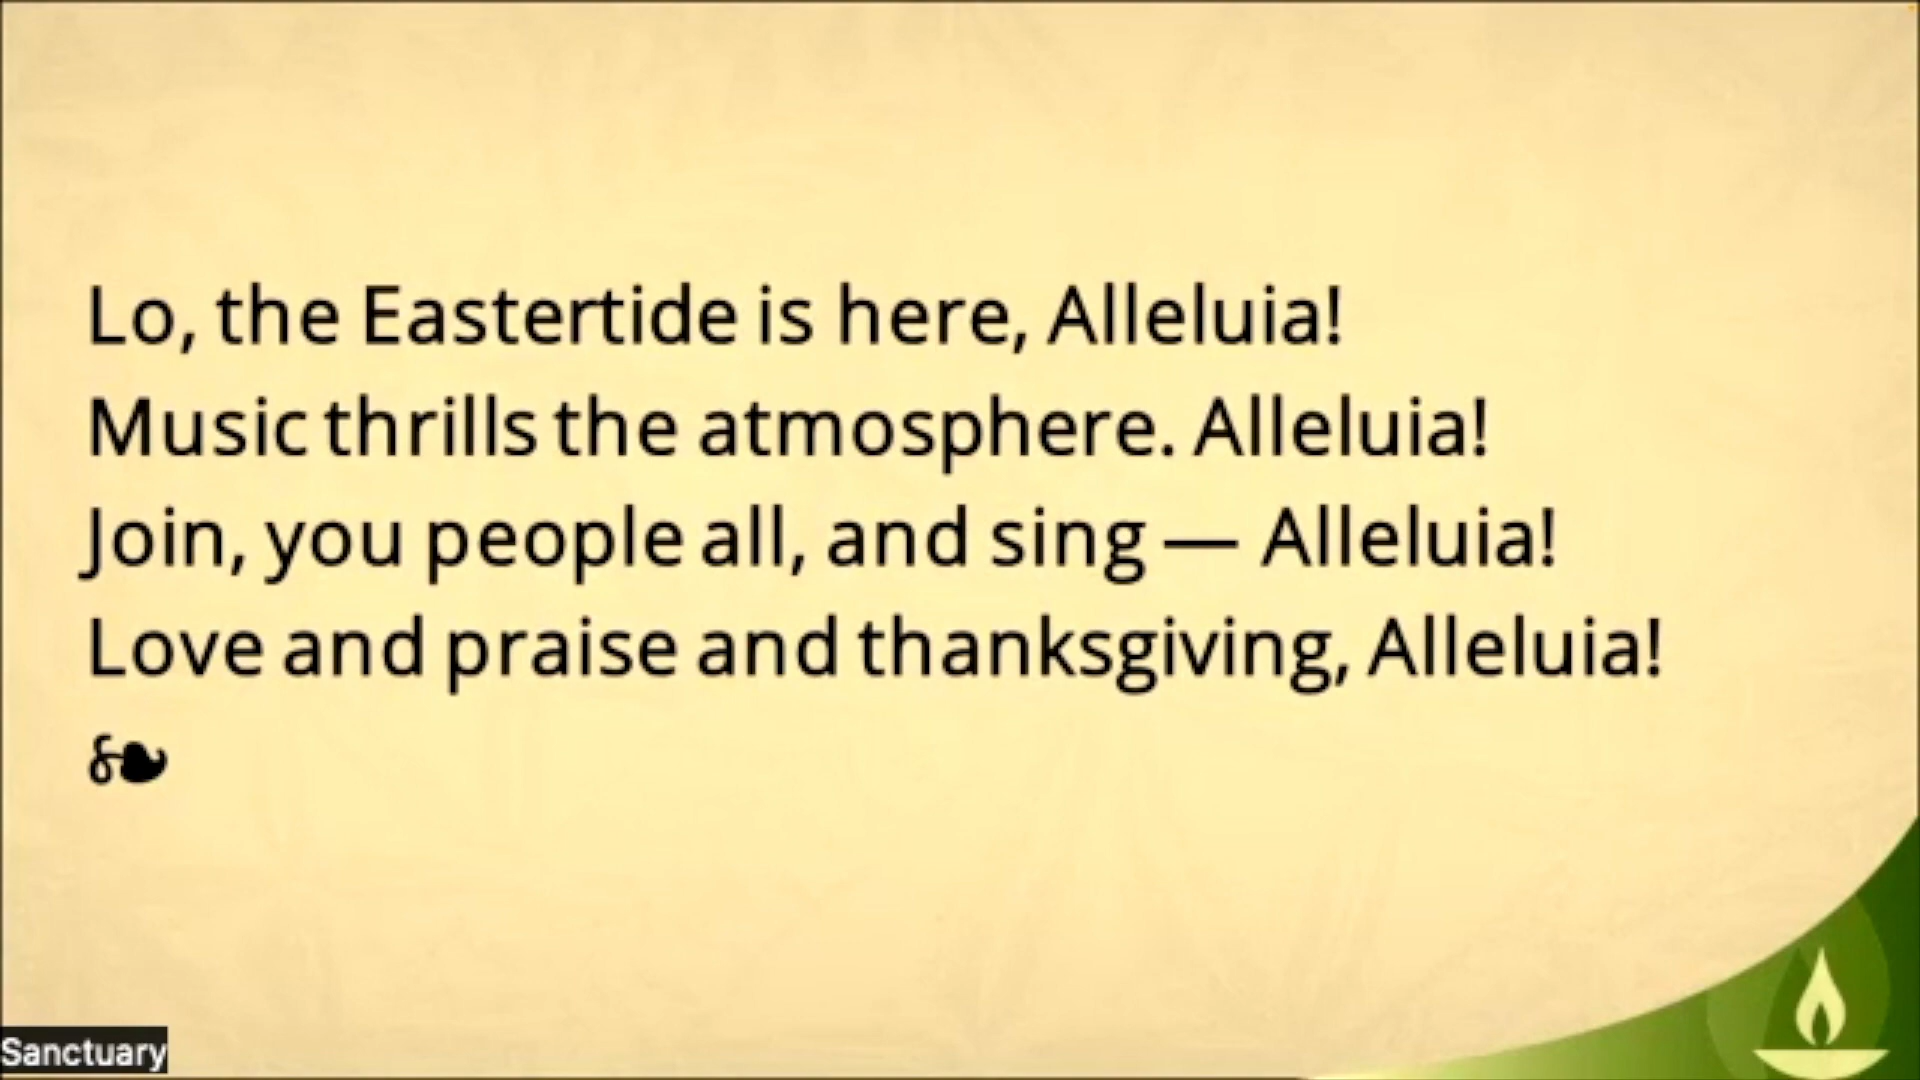 Lo, the Eastertide is here, Alleluia!
Music thrills the atmosphere. Alleluia!
Join, you people all, and sing — Alleluia!
Love and praise and thanksgiving, Alleluia!
❧
Sanctuary